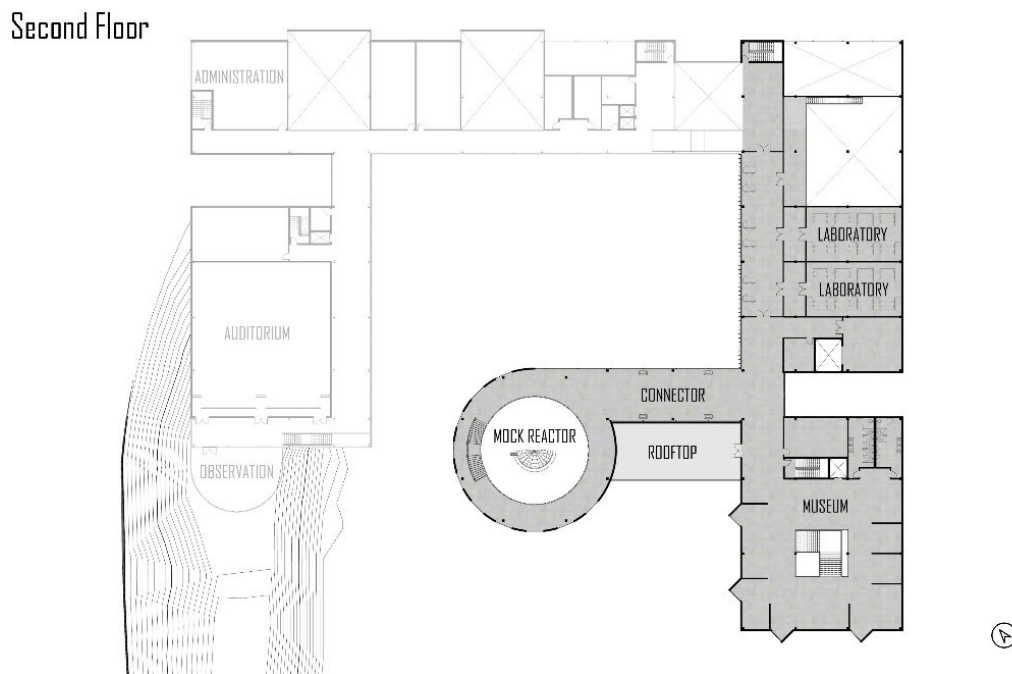 Second Floor
ADMINISTRATION
LABORATORY
LABORATORY
AUDITORIUM
CONNECTOR
MOCK REACTOR
ROOFTOP
OBSERVATION
MUSEUM